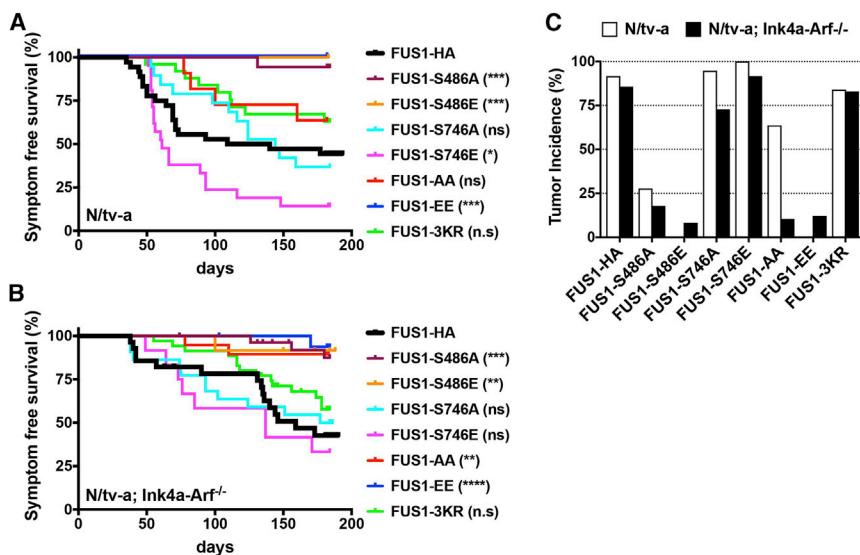 A
Symptom free survival (%)
100
75
50
25
0
0 50 100 150 200
days
N/tv-a
FUS1-HA
FUS1-S486A (***)
FUS1-S486E (***)
FUS1-S746A (ns)
FUS1-S746E (*)
FUS1-AA (ns)
FUS1-EE (***)
FUS1-3KR (n.s)
B
Symptom free survival (%)
100
75
50
25
0
0 50 100 150 200
days
N/tv-a; Ink4a-Arf-/-
FUS1-HA
FUS1-S486A (***)
FUS1-S486E (**)
FUS1-S746A (ns)
FUS1-S746E (ns)
FUS1-AA (**)
FUS1-EE (****)
FUS1-3KR (n.s)
C
N/tv-a N/tv-a; Ink4a-Arf-/-
Tumor Incidence (%)
100
75
50
25
0
FUS1-HA
FUS1-S486A
FUS1-S486E
FUS1-S746A
FUS1-S746E
FUS1-AA
FUS1-EE
FUS1-3KR